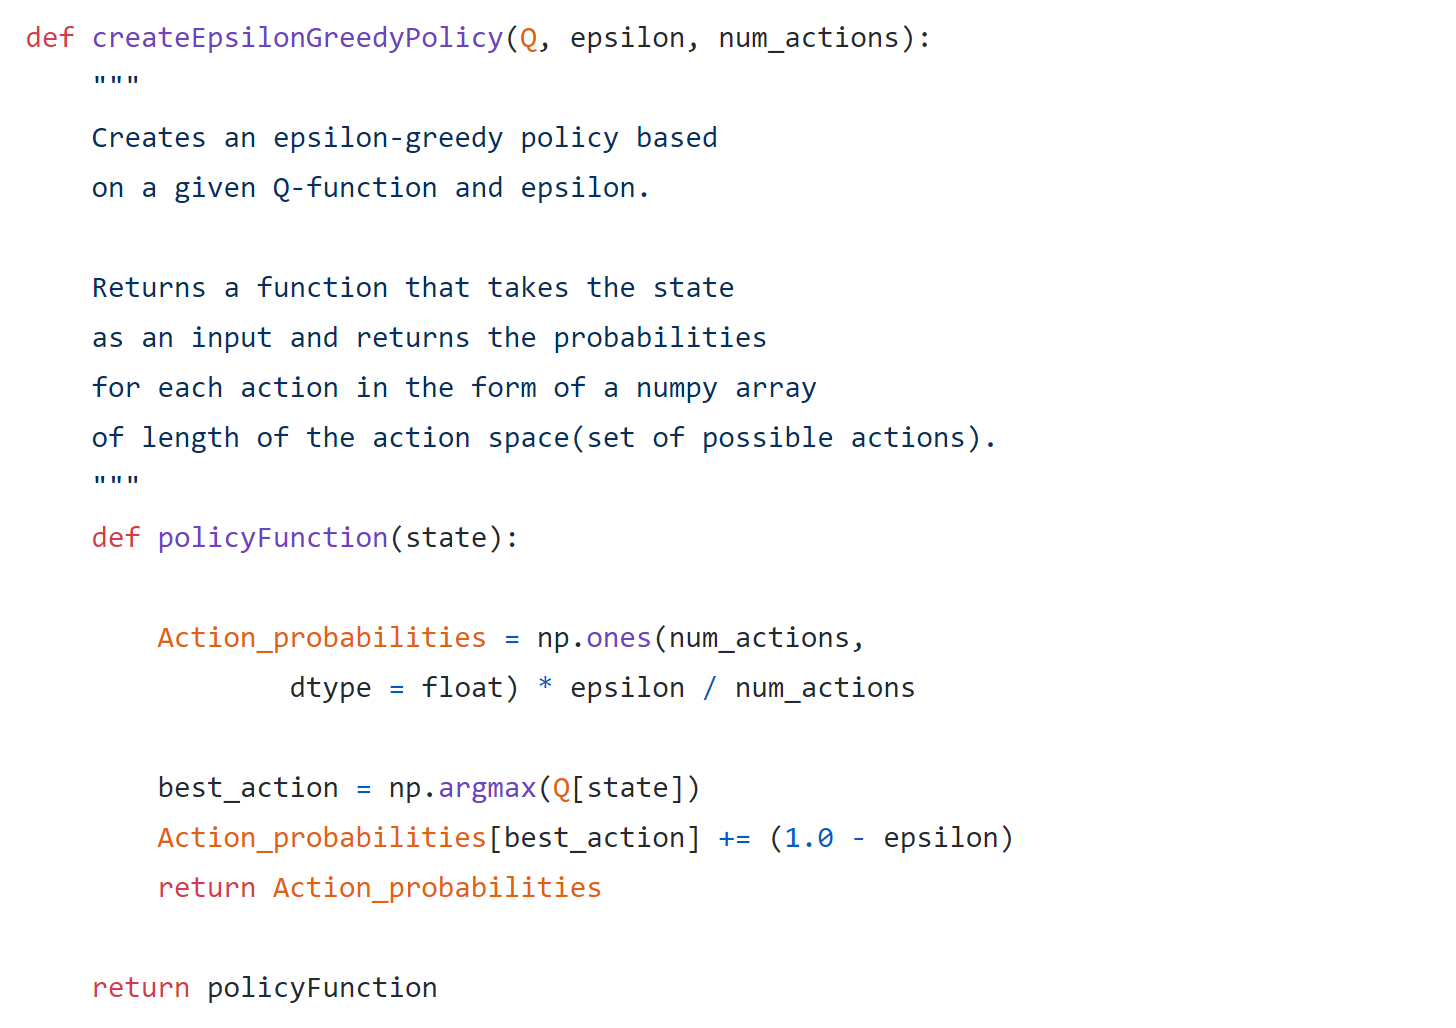 def createEpsilonGreedyPolicy(Q, epsilon, num_actions):
    """
    Creates an epsilon-greedy policy based
    on a given Q-function and epsilon.

    Returns a function that takes the state
    as an input and returns the probabilities
    for each action in the form of a numpy array
    of length of the action space(set of possible actions).
    """
    def policyFunction(state):

        Action_probabilities = np.ones(num_actions,
                dtype = float) * epsilon / num_actions

        best_action = np.argmax(Q[state])
        Action_probabilities[best_action] += (1.0 - epsilon)
        return Action_probabilities

    return policyFunction